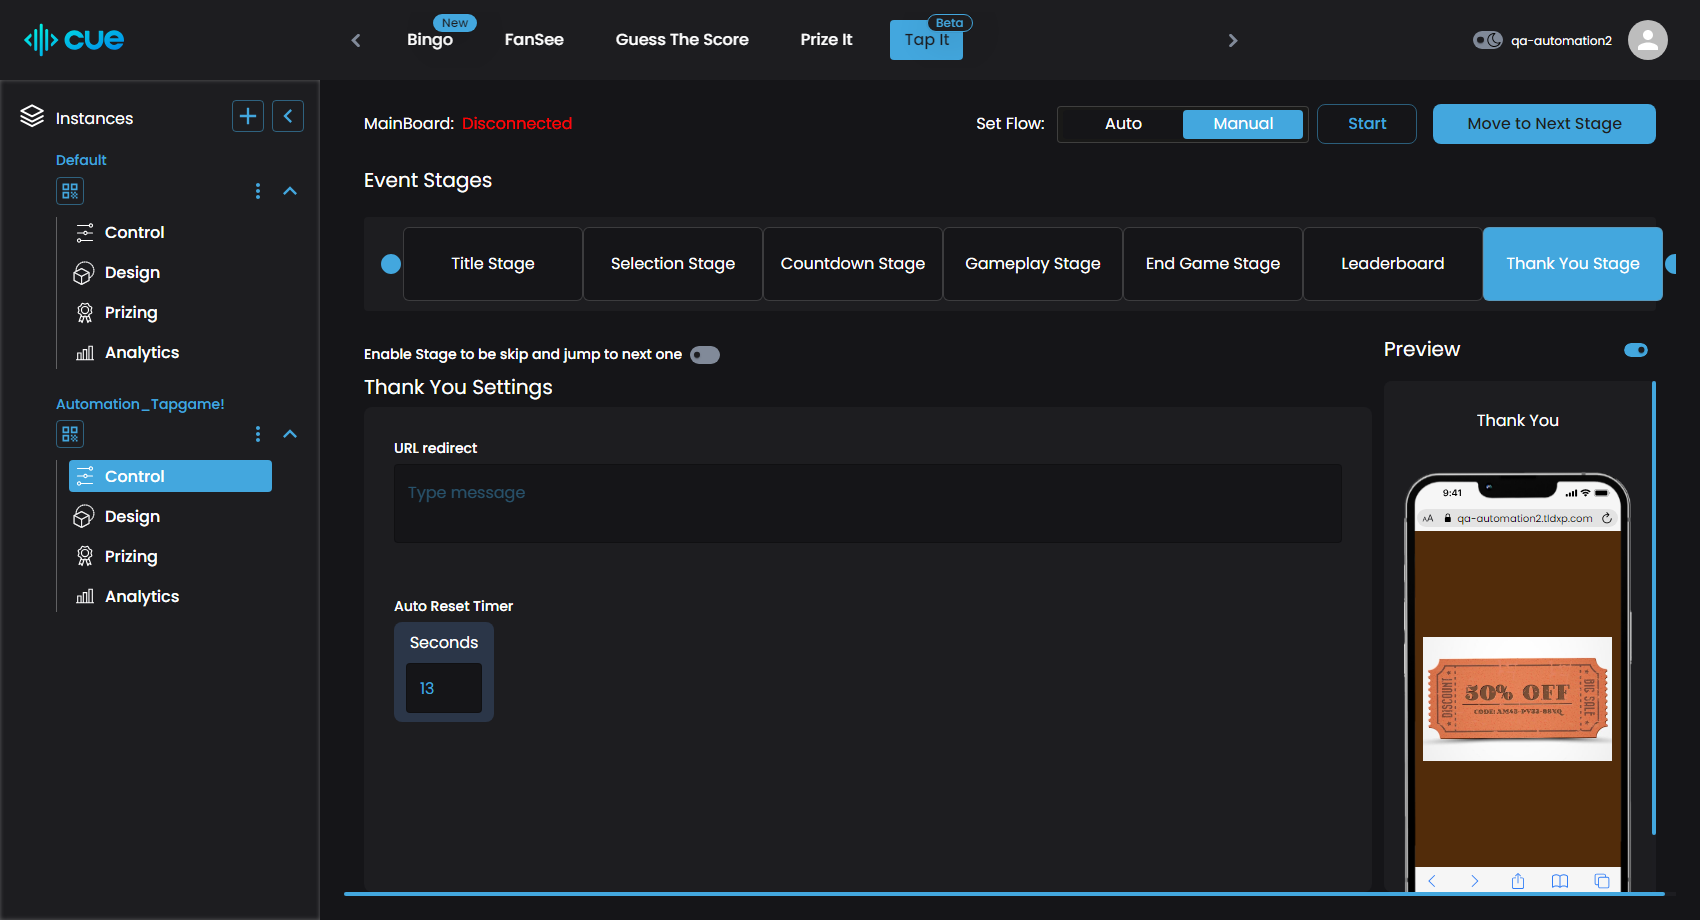 cue
Bingo
New
FanSee
Guess The Score
Prize It
Tap It
Beta
qa-automation2
Instances
Default
Control
Design
Prizing
Analytics
Automation_Tapgame!
Control
Design
Prizing
Analytics
MainBoard: Disconnected
Set Flow:
Auto
Manual
Start
Move to Next Stage
Event Stages
Title Stage
Selection Stage
Countdown Stage
Gameplay Stage
End Game Stage
Leaderboard
Thank You Stage
Enable Stage to be skip and jump to next one
Thank You Settings
URL redirect
Type message
Auto Reset Timer
Seconds
13
Preview
Thank You
9:41
AA
qa-automation2.tldxp.com
DISCOUNT
50% OFF
CODE: AM43-PV22-88XQ
BIG SALE